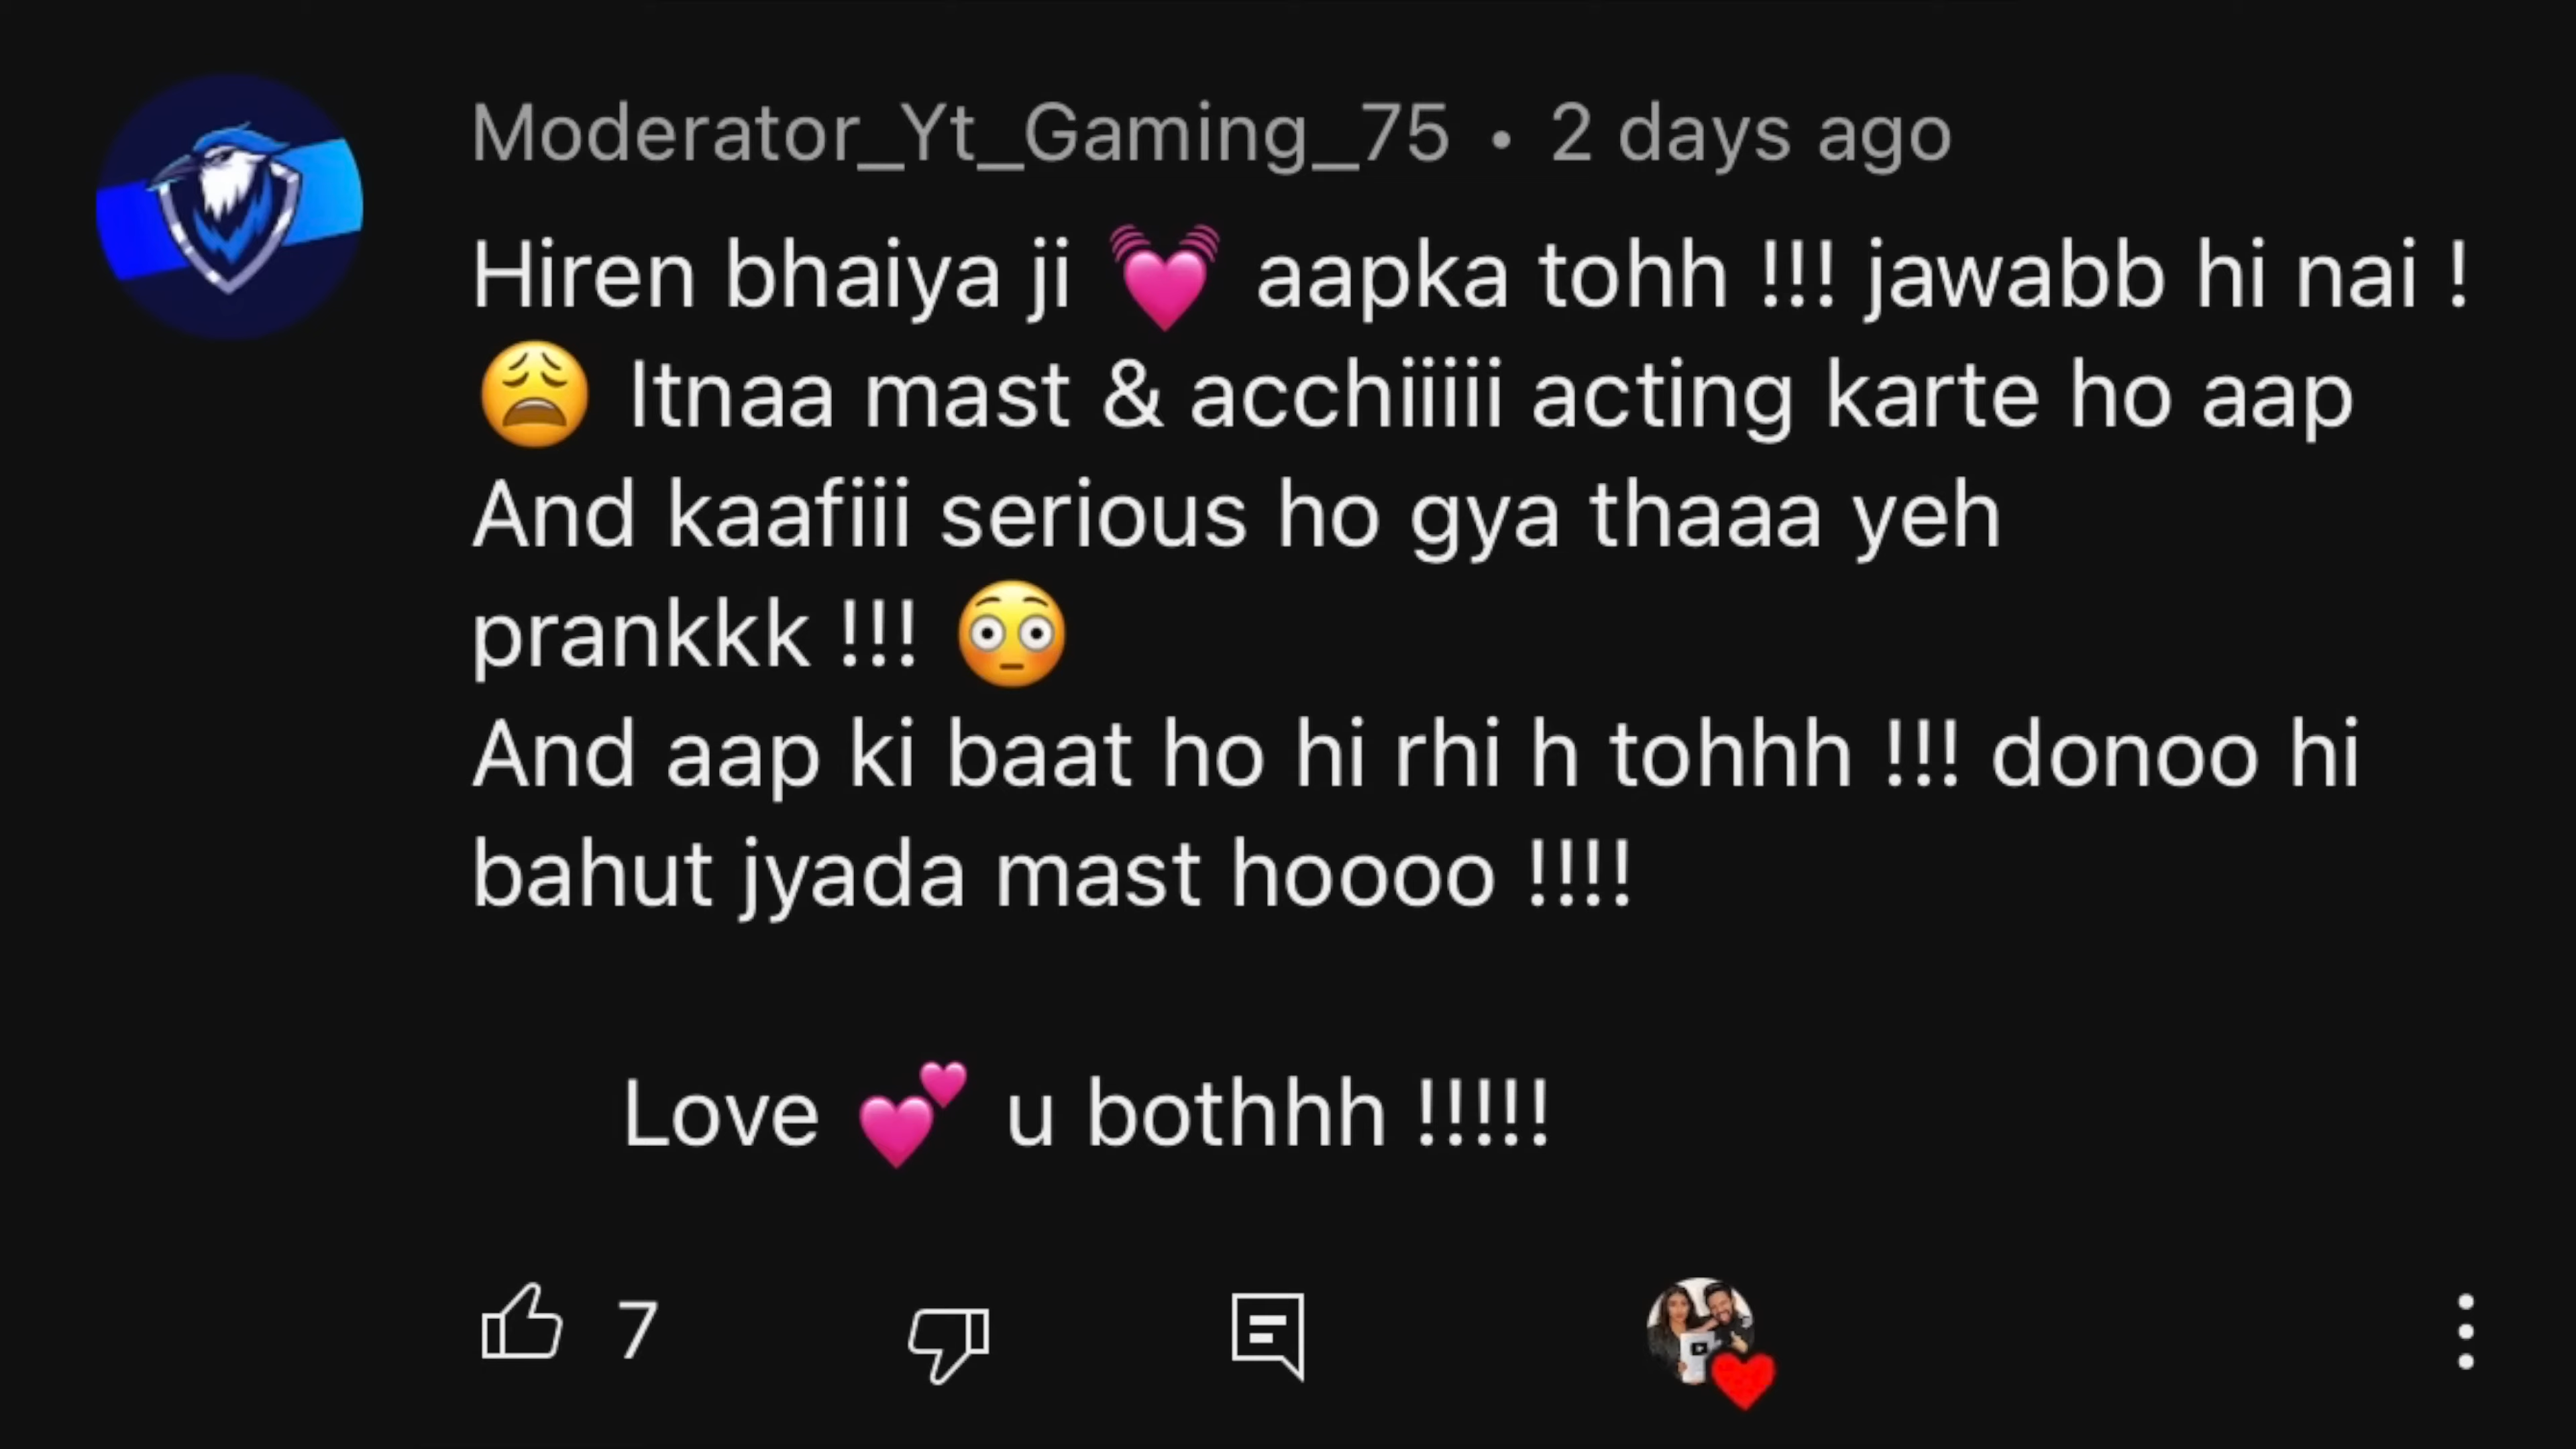 Moderator_Yt_Gaming_75 • 2 days ago
Hiren bhaiya ji 💓 aapka tohh !!! jawabb hi nai !
😩 Itnaa mast & acchiiiii acting karte ho aap
And kaafiii serious ho gya thaaa yeh
prankkk !!! 😳
And aap ki baat ho hi rhi h tohhh !!! donoo hi
bahut jyada mast hoooo !!!!
Love 💕 u bothhh !!!!!
7